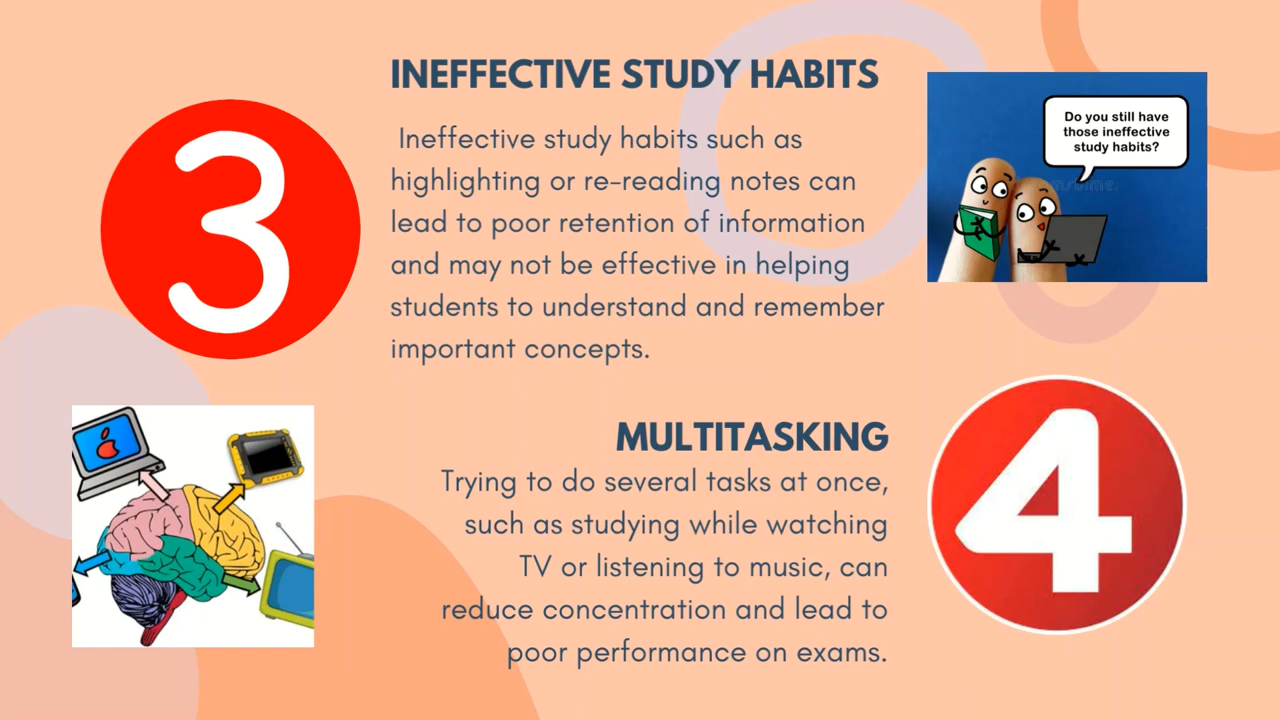 3
INEFFECTIVE STUDY HABITS
Ineffective study habits such as
highlighting or re-reading notes can
lead to poor retention of information
and may not be effective in helping
students to understand and remember
important concepts.
Do you still have
those ineffective
study habits?
MULTITASKING
Trying to do several tasks at once,
such as studying while watching
TV or listening to music, can
reduce concentration and lead to
poor performance on exams.
4